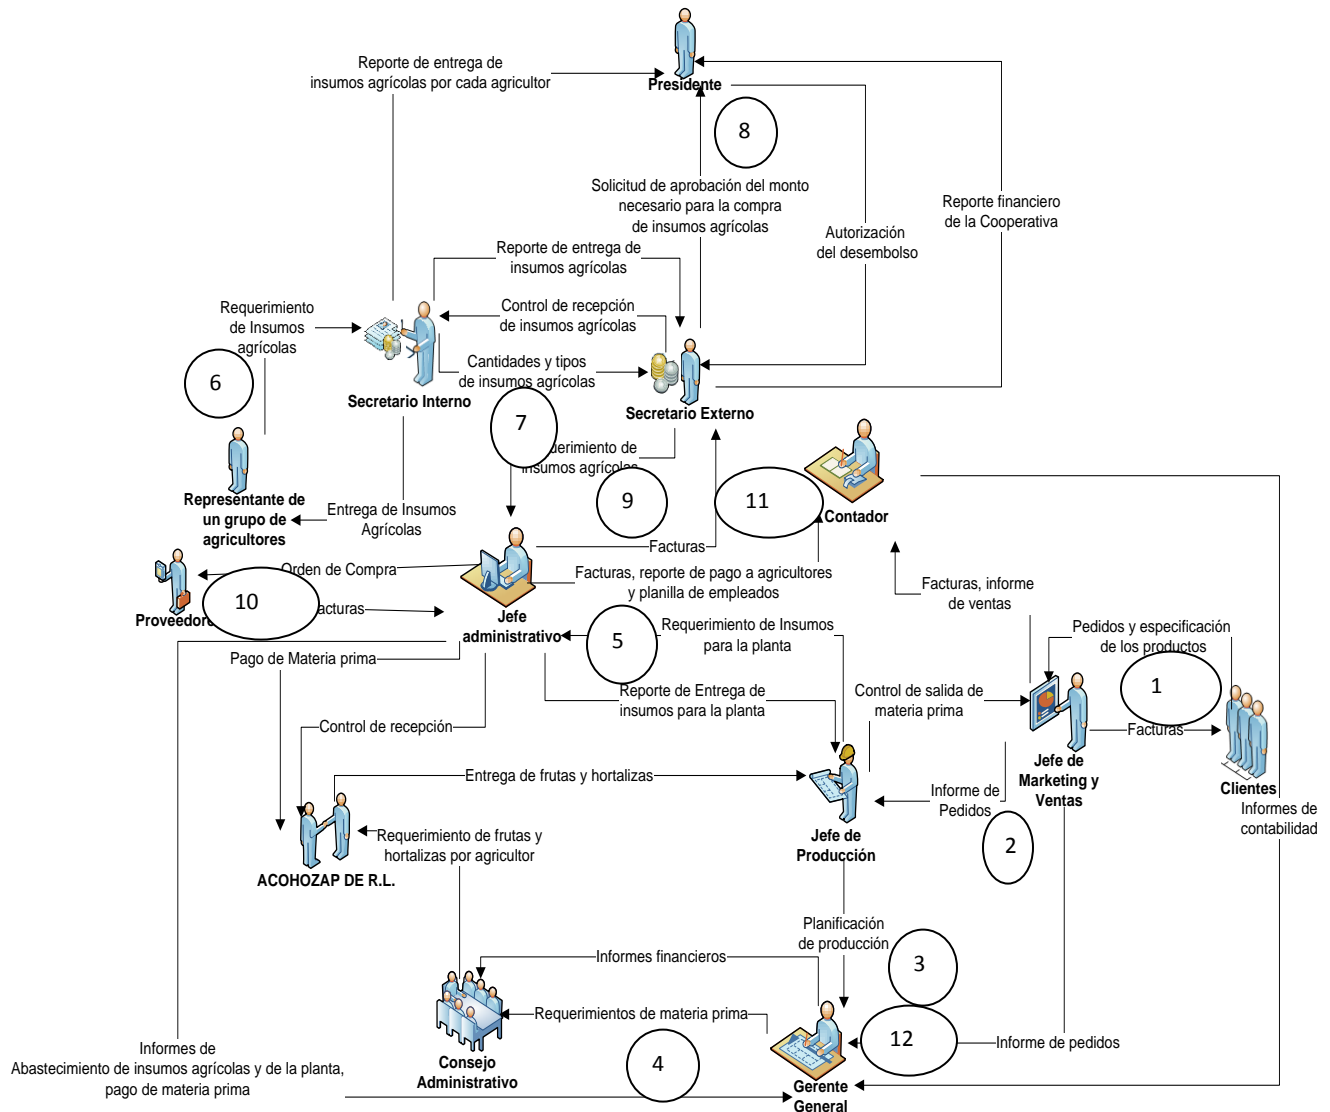 Reporte de entrega de
insumos agrícolas por cada agricultor
Presidente
8
Solicitud de aprobación del monto
necesario para la compra
de insumos agrícolas
Reporte financiero
de la Cooperativa
Autorización
del desembolso
Reporte de entrega de
insumos agrícolas
Requerimiento
de Insumos
agrícolas
Control de recepción
de insumos agrícolas
Cantidades y tipos
de insumos agrícolas
6
Secretario Interno
Secretario Externo
7
insumos agrícolas
9
11
Contador
Representante de
un grupo de
agricultores
Entrega de Insumos
Agrícolas
Facturas
Orden de Compra
Facturas, reporte de pago a agricultores
y planilla de empleados
Facturas, informe
de ventas
10
Jefe
administrativo
5
Requerimiento de Insumos
para la planta
Pedidos y especificación
de los productos
Pago de Materia prima
1
Reporte de Entrega de
insumos para la planta
Control de salida de
materia prima
Control de recepción
Facturas
Jefe de
Marketing y
Ventas
Clientes
Entrega de frutas y hortalizas
Informe de
Pedidos
Informes de
contabilidad
2
Requerimiento de frutas y
hortalizas por agricultor
Jefe de
Producción
ACOHOZAP DE R.L.
Planificación
de producción
3
Informes financieros
Requerimientos de materia prima
12
Informe de pedidos
Consejo
Administrativo
4
Gerente
General
Informes de
Abastecimiento de insumos agrícolas y de la planta,
pago de materia prima